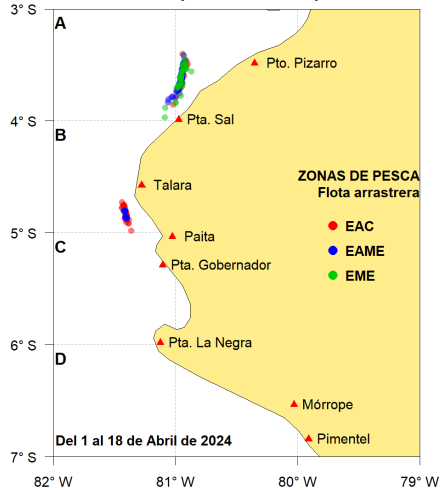 3° S
A
Pto. Pizarro
4° S
Pta. Sal
B
ZONAS DE PESCA
Flota arrastrera
Talara
EAC
5° S
Paita
EAME
C
Pta. Gobernador
EME
6° S
Pta. La Negra
D
Mórrope
Del 1 al 18 de Abril de 2024
Pimentel
7° S
82° W
81° W
80° W
79° W